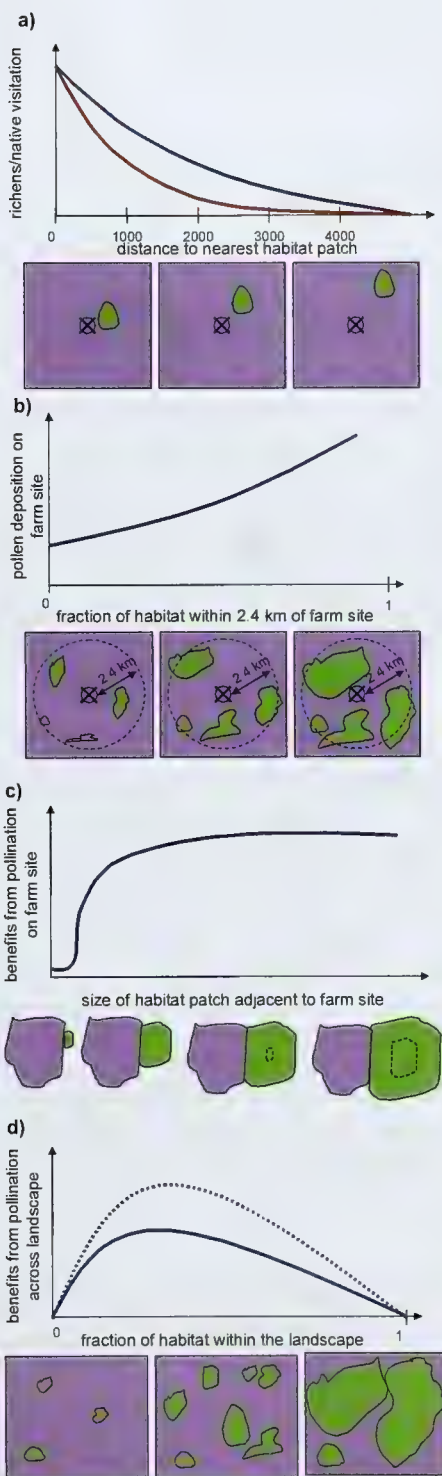 a)
richens/native visitation
0
1000 2000 3000 4000
distance to nearest habitat patch
b)
pollen deposition on
farm site
0 1
fraction of habitat within 2.4 km of farm site
2.4 km
2.4 km
2.4 km
c)
benefits from pollination
on farm site
size of habitat patch adjacent to farm site
d)
benefits from pollination
across landscape
0 1
fraction of habitat within the landscape